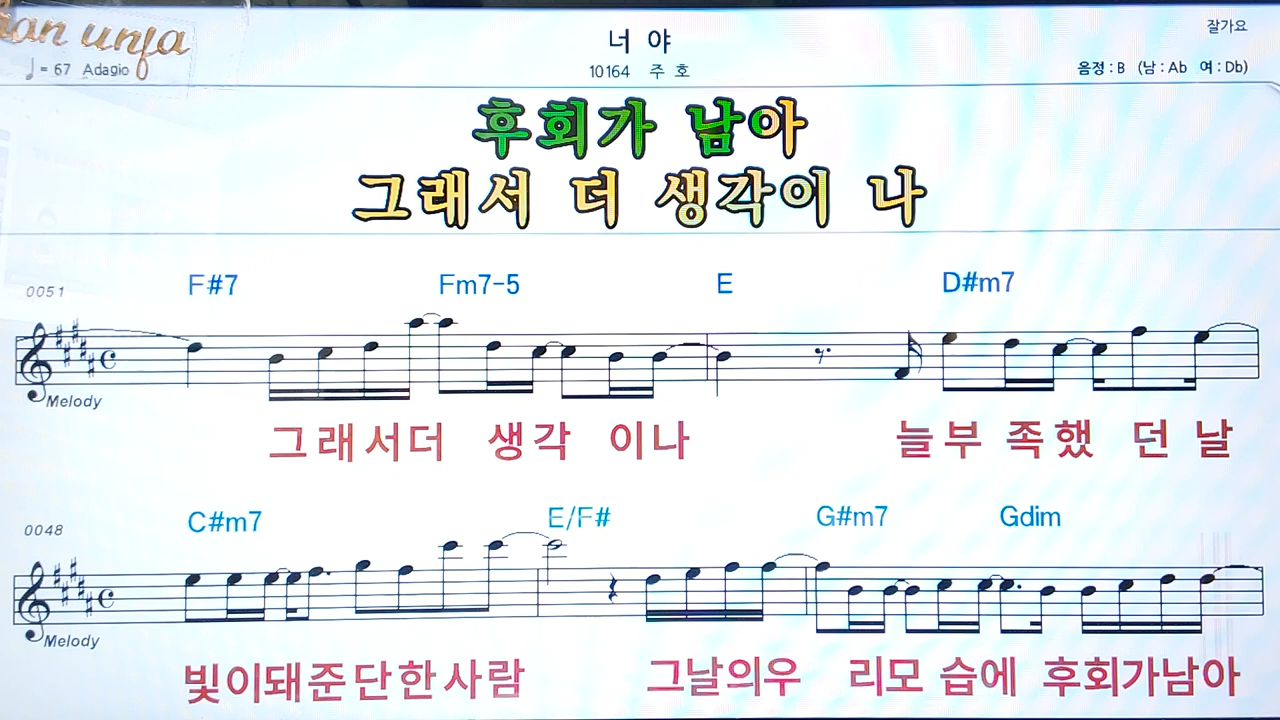 너 야
잘가요
♩= 67 Adagio
10164 주 호
음정 : B (남 : Ab 여 : Db)
후회가 남아
그래서 더 생각이 나
0051
F#7 Fm7-5 E D#m7
Melody
그래서더 생각 이나 늘부 족했 던 날
0048
C#m7 E/F# G#m7 Gdim
Melody
빛이돼준단한사람 그날의우 리모 습에 후회가남아